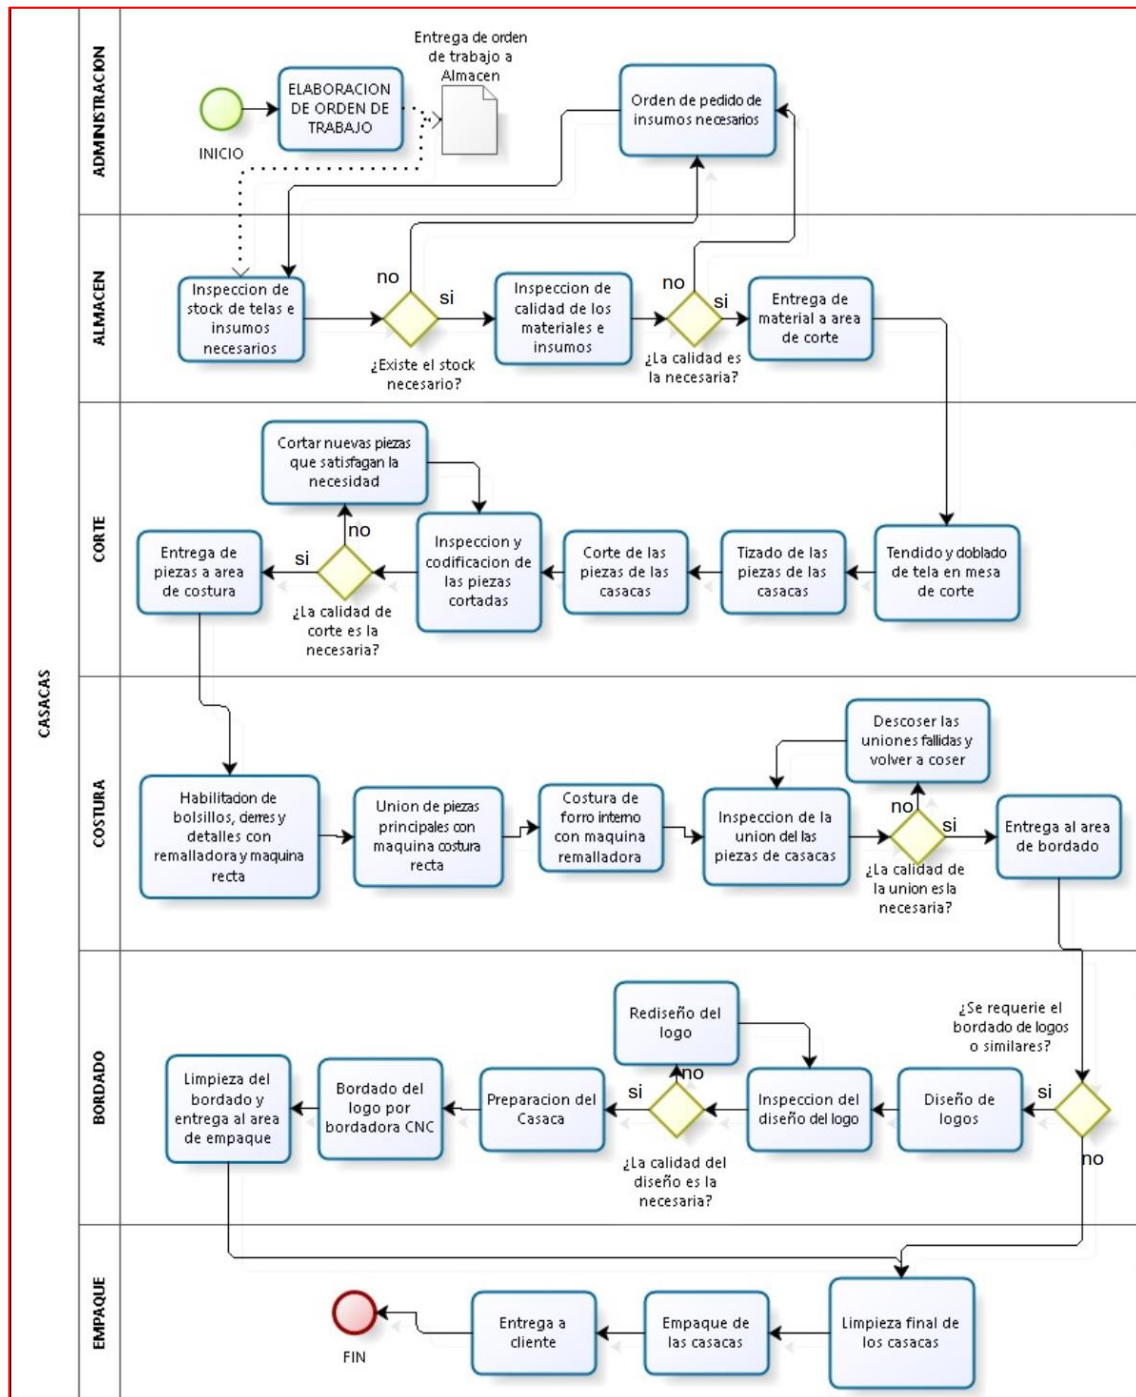 CASACAS
ADMINISTRACION
INICIO
ELABORACION
DE ORDEN DE
TRABAJO
Entrega de orden
de trabajo a
Almacen
Orden de pedido de
insumos necesarios
ALMACEN
Inspeccion de
stock de telas e
insumos
necesarios
no
si
¿Existe el stock
necesario?
Inspeccion de
calidad de los
materiales e
insumos
no
si
¿La calidad es
la necesaria?
Entrega de
material a area
de corte
CORTE
Tendido y doblado
de tela en mesa
de corte
Tizado de las
piezas de las
casacas
Corte de las
piezas de las
casacas
Inspeccion y
codificacion de
las piezas
cortadas
Cortar nuevas piezas
que satisfagan la
necesidad
no
si
¿La calidad de
corte es la
necesaria?
Entrega de
piezas a area
de costura
COSTURA
Habilitacion de
bolsillos, cierres y
detalles con
remalladora y maquina
recta
Union de piezas
principales con
maquina costura
recta
Costura de
forro interno
con maquina
remalladora
Inspeccion de la
union del las
piezas de casacas
Descoser las
uniones fallidas y
volver a coser
no
si
¿La calidad de
la union es la
necesaria?
Entrega al area
de bordado
BORDADO
¿Se requerie el
bordado de logos
o similares?
si
no
Diseño de
logos
Inspeccion del
diseño del logo
Rediseño del
logo
no
si
¿La calidad del
diseño es la
necesaria?
Preparacion del
Casaca
Bordado del
logo por
bordadora CNC
Limpieza del
bordado y
entrega al area
de empaque
EMPAQUE
Limpieza final de
los casacas
Empaque de
las casacas
Entrega a
cliente
FIN